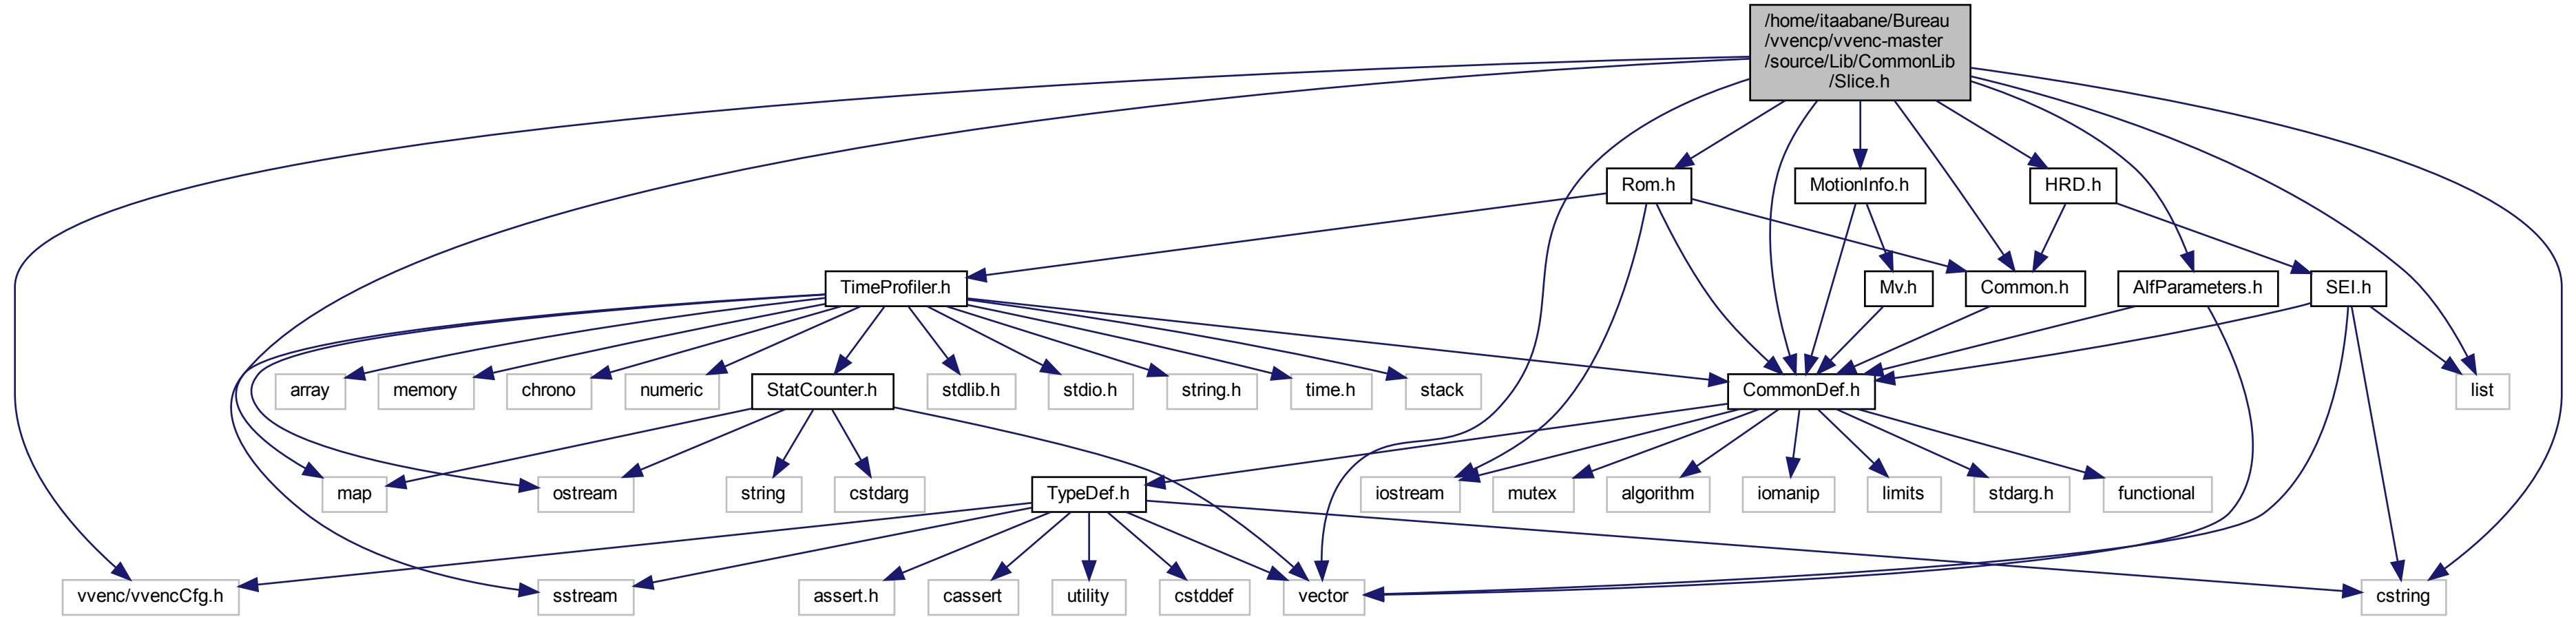 /home/itaabane/Bureau
/vvencp/vvenc-master
/source/Lib/CommonLib
/Slice.h
Rom.h
MotionInfo.h
HRD.h
TimeProfiler.h
Mv.h
Common.h
AlfParameters.h
SEI.h
array
memory
chrono
numeric
StatCounter.h
stdlib.h
stdio.h
string.h
time.h
stack
CommonDef.h
list
map
ostream
string
cstdarg
TypeDef.h
iostream
mutex
algorithm
iomanip
limits
stdarg.h
functional
vvenc/vvencCfg.h
sstream
assert.h
cassert
utility
cstddef
vector
cstring